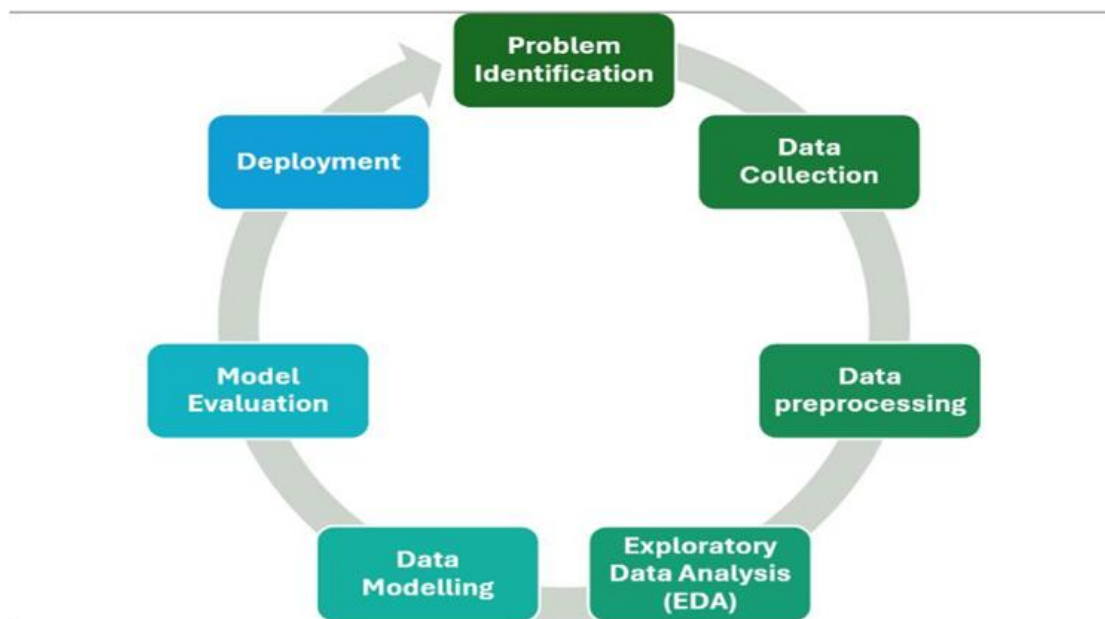 Problem
Identification
Data
Collection
Data
preprocessing
Exploratory
Data Analysis
(EDA)
Data
Modelling
Model
Evaluation
Deployment